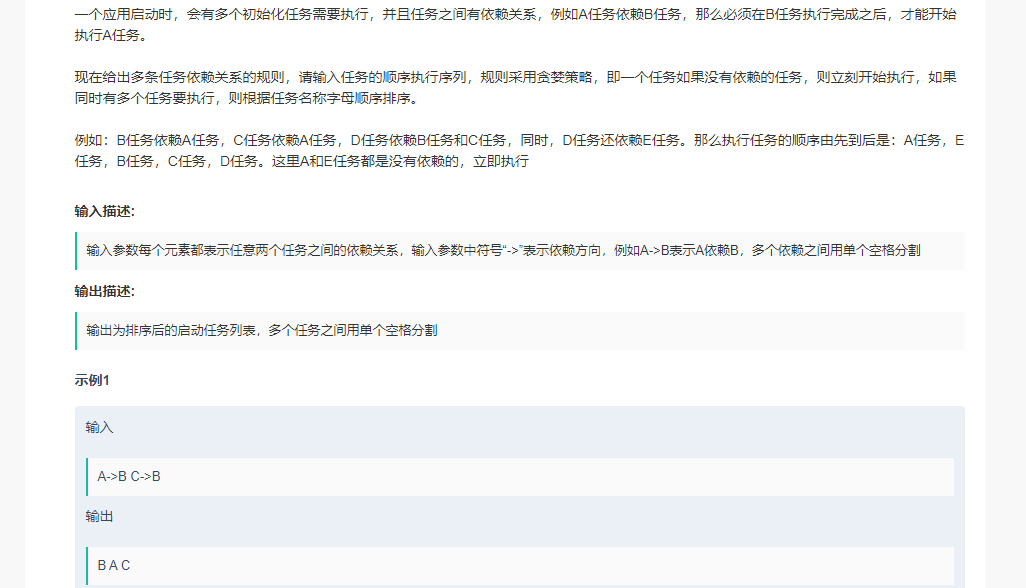 一个应用启动时，会有多个初始化任务需要执行，并且任务之间有依赖关系，例如A任务依赖B任务，那么必须在B任务执行完成之后，才能开始
执行A任务。
现在给出多条任务依赖关系的规则，请输入任务的顺序执行序列，规则采用贪婪策略，即一个任务如果没有依赖的任务，则立刻开始执行，如果
同时有多个任务要执行，则根据任务名称字母顺序排序。
例如：B任务依赖A任务，C任务依赖A任务，D任务依赖B任务和C任务，同时，D任务还依赖E任务。那么执行任务的顺序由先到后是：A任务，E
任务，B任务，C任务，D任务。这里A和E任务都是没有依赖的，立即执行
输入描述:
输入参数每个元素都表示任意两个任务之间的依赖关系，输入参数中符号“->”表示依赖方向，例如A->B表示A依赖B，多个依赖之间用单个空格分割
输出描述:
输出为排序后的启动任务列表，多个任务之间用单个空格分割
示例1
输入
A->B C->B
输出
B A C